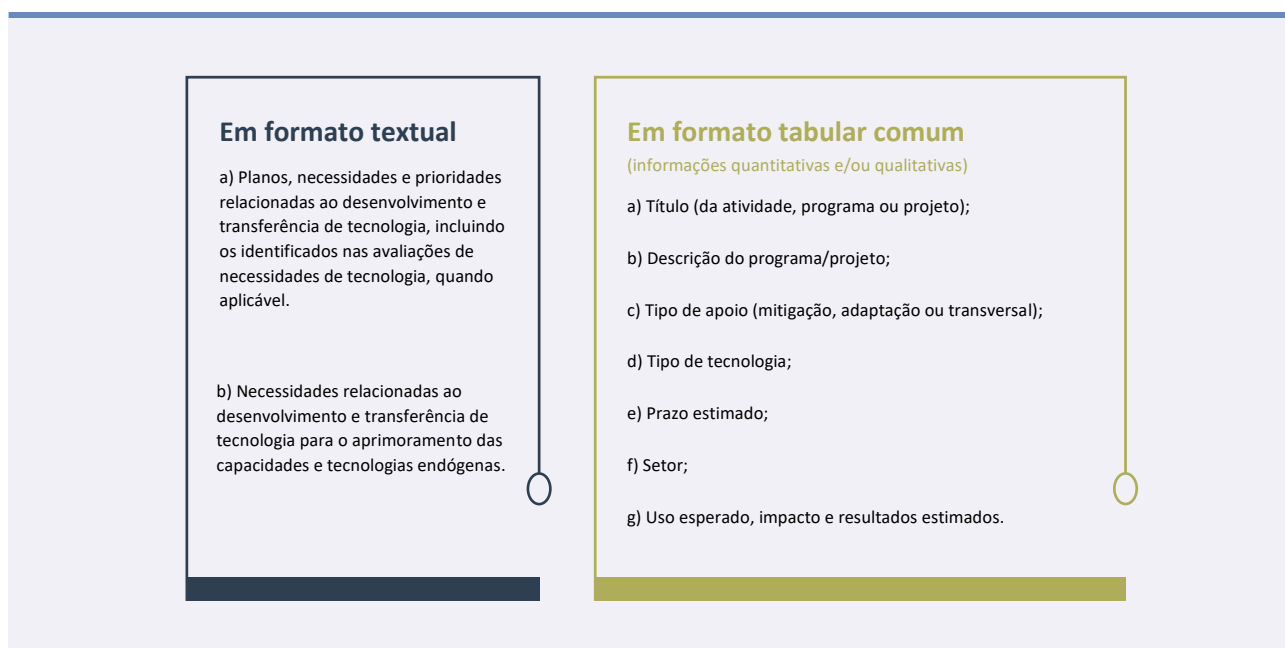 Em formato textual
a) Planos, necessidades e prioridades
relacionadas ao desenvolvimento e
transferência de tecnologia, incluindo
os identificados nas avaliações de
necessidades de tecnologia, quando
aplicável.
b) Necessidades relacionadas ao
desenvolvimento e transferência de
tecnologia para o aprimoramento das
capacidades e tecnologias endógenas.
Em formato tabular comum
(informações quantitativas e/ou qualitativas)
a) Título (da atividade, programa ou projeto);
b) Descrição do programa/projeto;
c) Tipo de apoio (mitigação, adaptação ou transversal);
d) Tipo de tecnologia;
e) Prazo estimado;
f) Setor;
g) Uso esperado, impacto e resultados estimados.